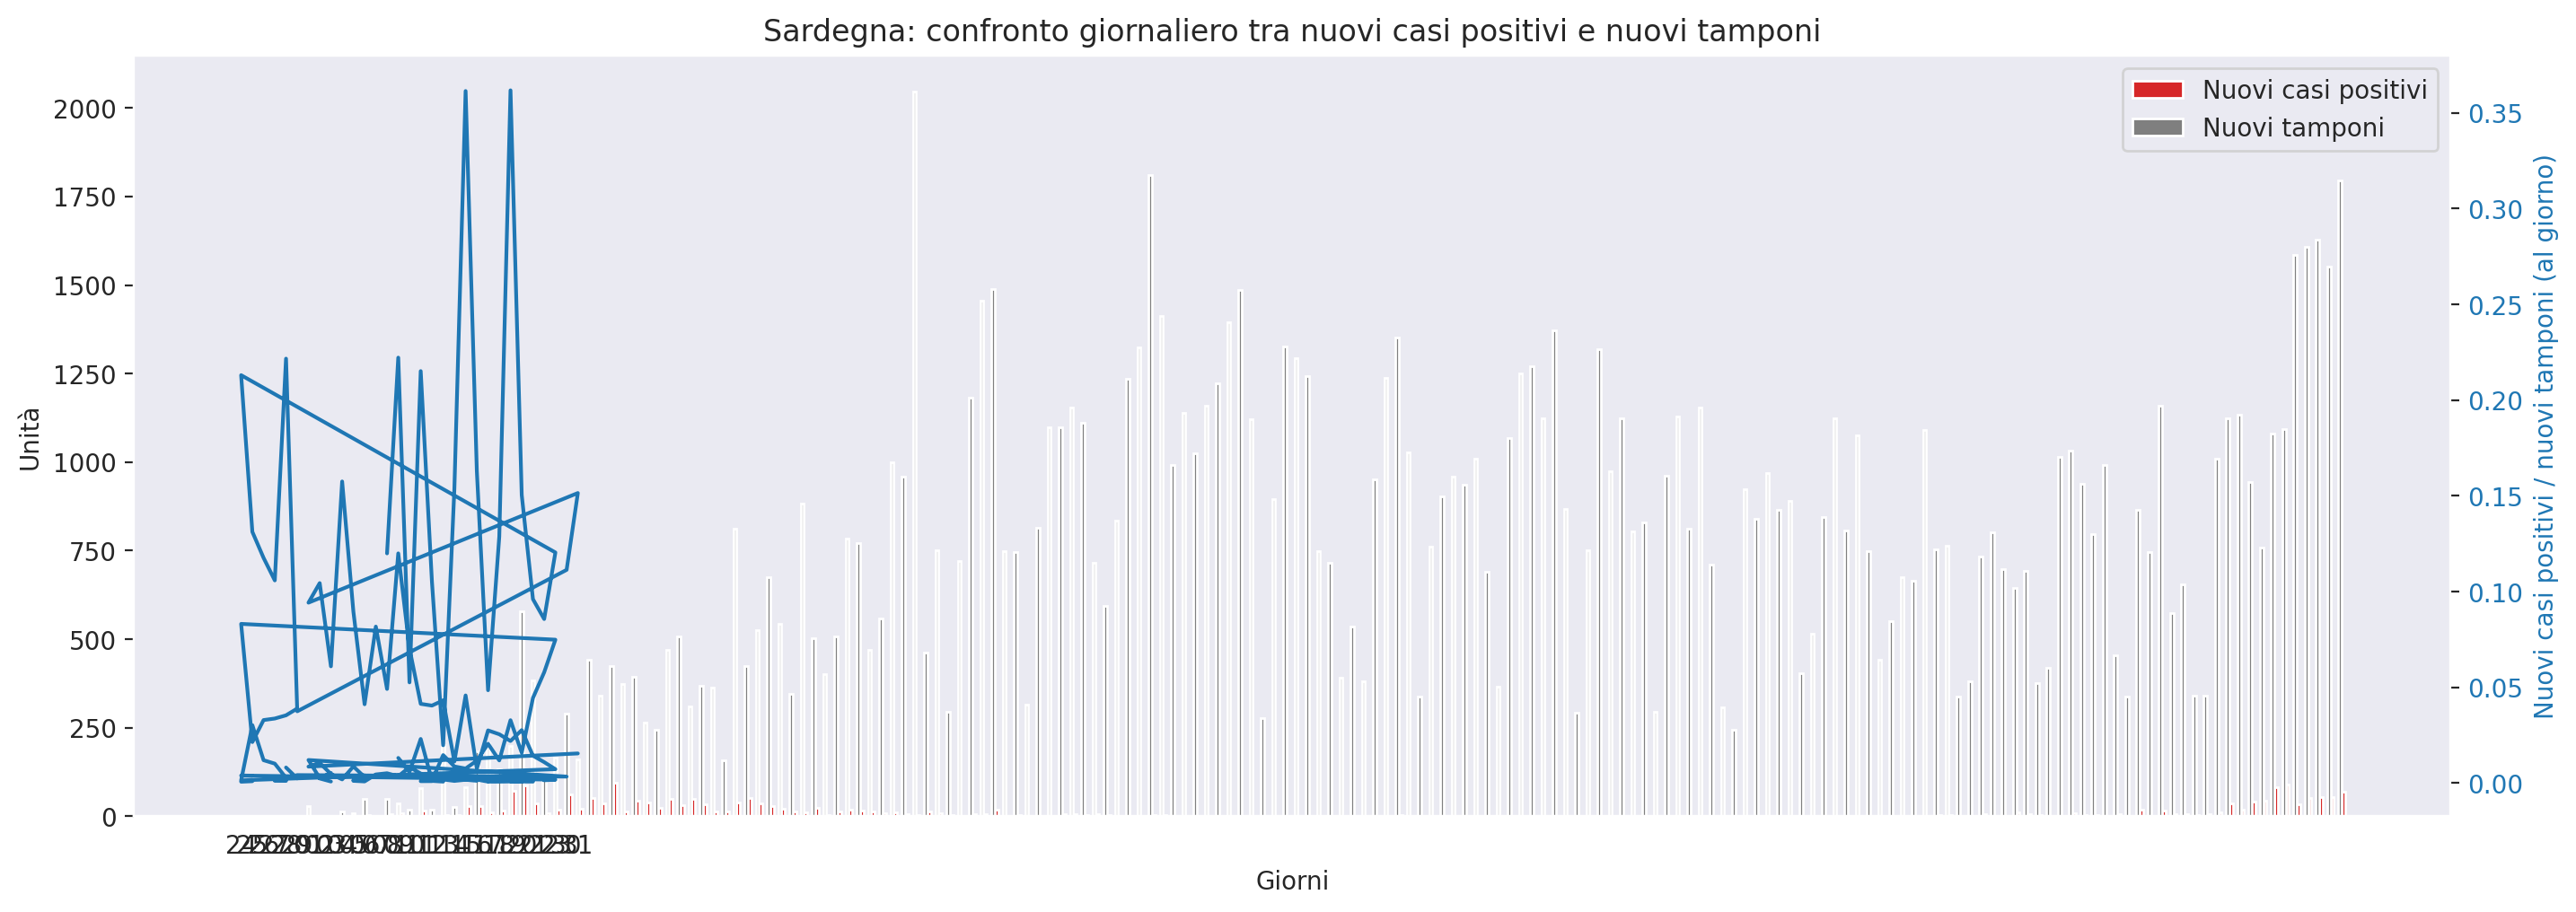 Sardegna: confronto giornaliero tra nuovi casi positivi e nuovi tamponi
Nuovi casi positivi
Nuovi tamponi
Unità
2000
1750
1500
1250
1000
750
500
250
0
0.35
0.30
0.25
0.20
0.15
0.10
0.05
0.00
Nuovi casi positivi / nuovi tamponi (al giorno)
Giorni